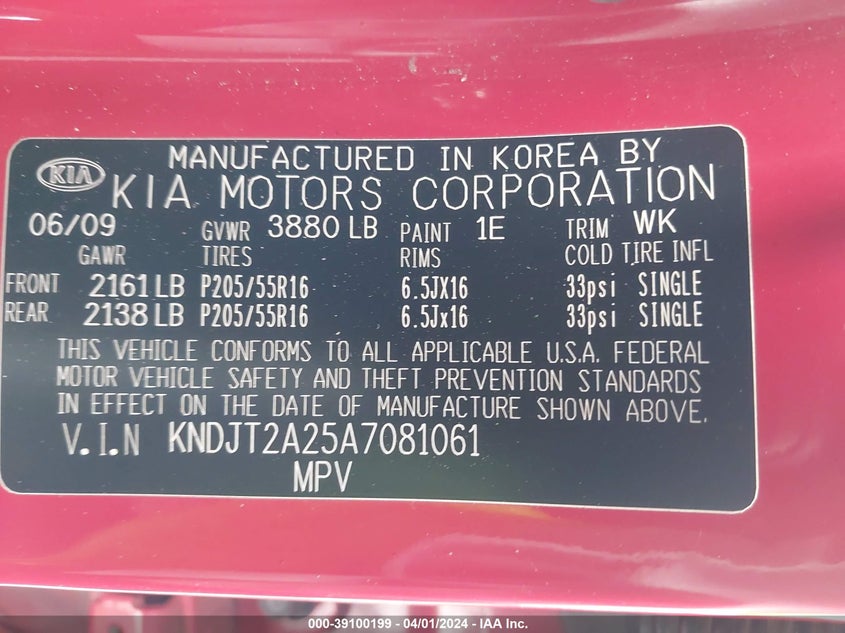 MANUFACTURED IN KOREA BY
KIA KIA MOTORS CORPORATION
06/09 GVWR 3880 LB PAINT 1E TRIM WK
GAWR TIRES RIMS COLD TIRE INFL
FRONT 2161 LB P205/55R16 6.5JX16 33psi SINGLE
REAR 2138 LB P205/55R16 6.5Jx16 33psi SINGLE
THIS VEHICLE CONFORMS TO ALL APPLICABLE U.S.A. FEDERAL
MOTOR VEHICLE SAFETY AND THEFT PREVENTION STANDARDS
IN EFFECT ON THE DATE OF MANUFACTURE SHOWN ABOVE.
V.I.N KNDJT2A25A7081061
MPV
000-39100199 - 04/01/2024 - IAA Inc.